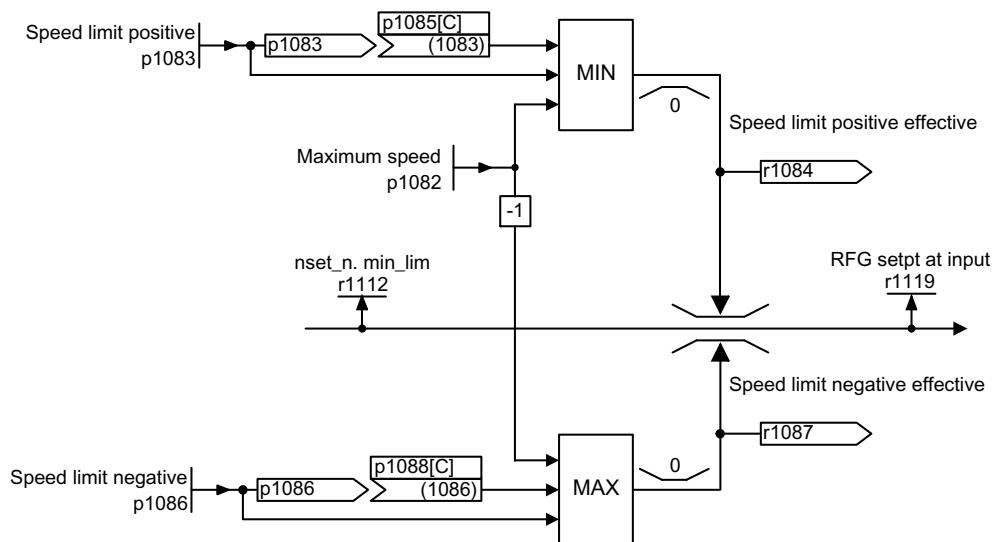 Speed limit positive
p1083
p1083
p1085[C]
(1083)
MIN
0
Speed limit positive effective
r1084
Maximum speed
p1082
-1
nset_n. min_lim
r1112
RFG setpt at input
r1119
Speed limit negative effective
r1087
Speed limit negative
p1086
p1086
p1088[C]
(1086)
MAX
0